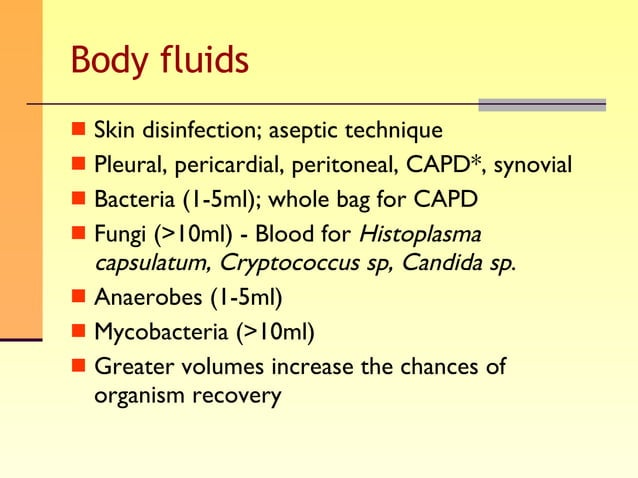 Body fluids
Skin disinfection; aseptic technique
Pleural, pericardial, peritoneal, CAPD*, synovial
Bacteria (1-5ml); whole bag for CAPD
Fungi (>10ml) - Blood for Histoplasma
capsulatum, Cryptococcus sp, Candida sp.
Anaerobes (1-5ml)
Mycobacteria (>10ml)
Greater volumes increase the chances of
organism recovery